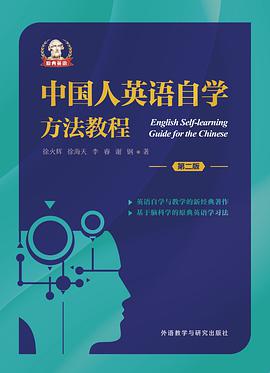 原典英语
中国人英语自学
方法教程
English Self-learning
Guide for the Chinese
徐火辉 徐海天 李睿 谢钢 * 著
第二版
英语自学与教学的新经典著作
基于脑科学的原典英语学习法
外语教学与研究出版社